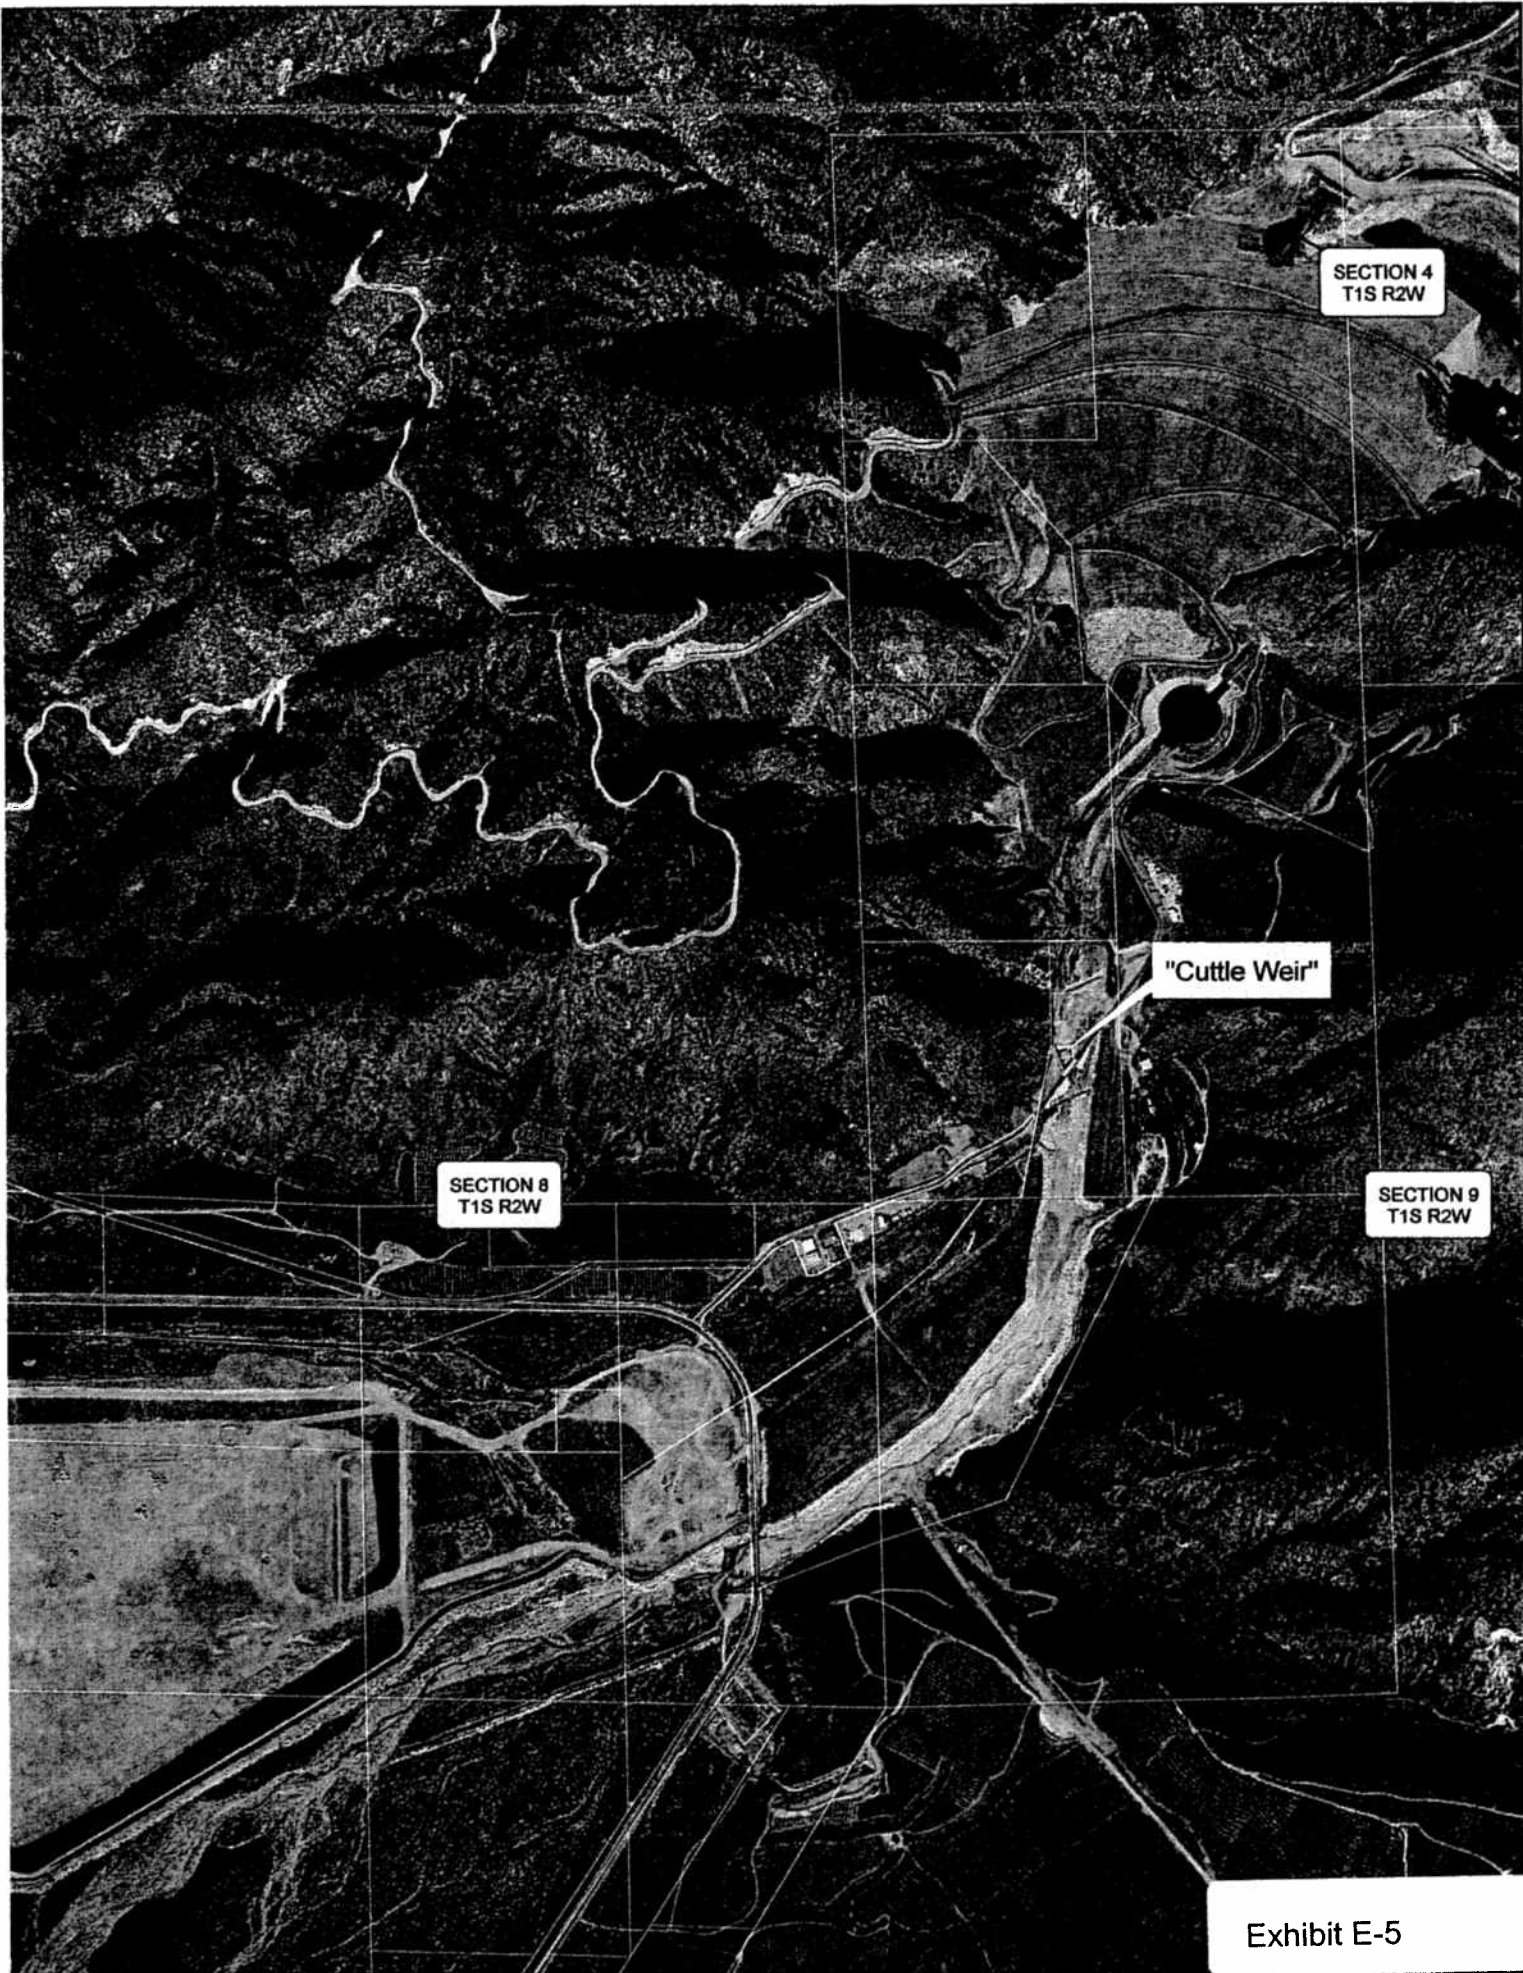 SECTION 4
T1S R2W
"Cuttle Weir"
SECTION 8
T1S R2W
SECTION 9
T1S R2W
Exhibit E-5